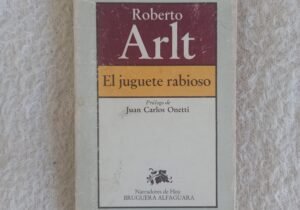 Roberto
Arlt
El juguete rabioso
Prólogo de
Juan Carlos Onetti
Narradores de Hoy
BRUGUERA ALFAGUARA